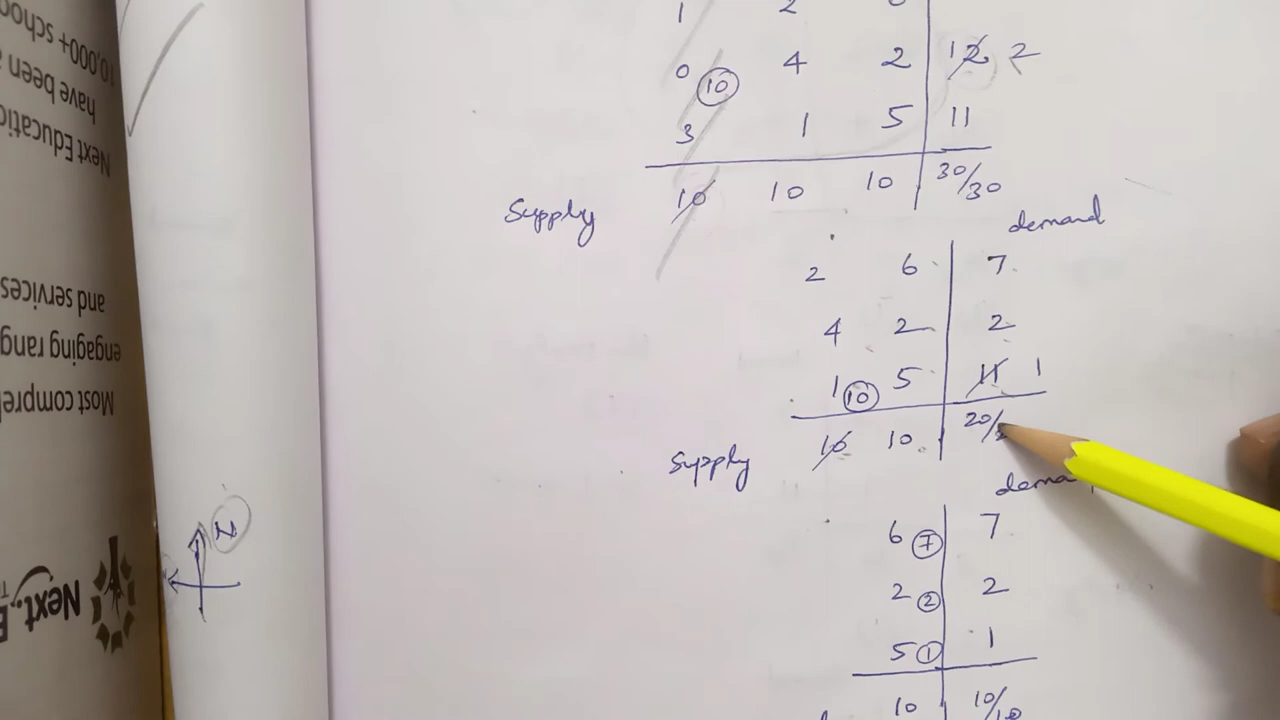 1 2
0 10 4 2 12 2
3 1 5 11
10 10 10 30/30
Supply
demand
2 6 7
4 2 2
1 10 5 11 1
10 10 20/
Supply
6 7 7
2 2 2
5 1 1
10 10/10
10,000+ schoo
have been a
Next Educatio
and services
engaging rang
Most compreh
Next.
2